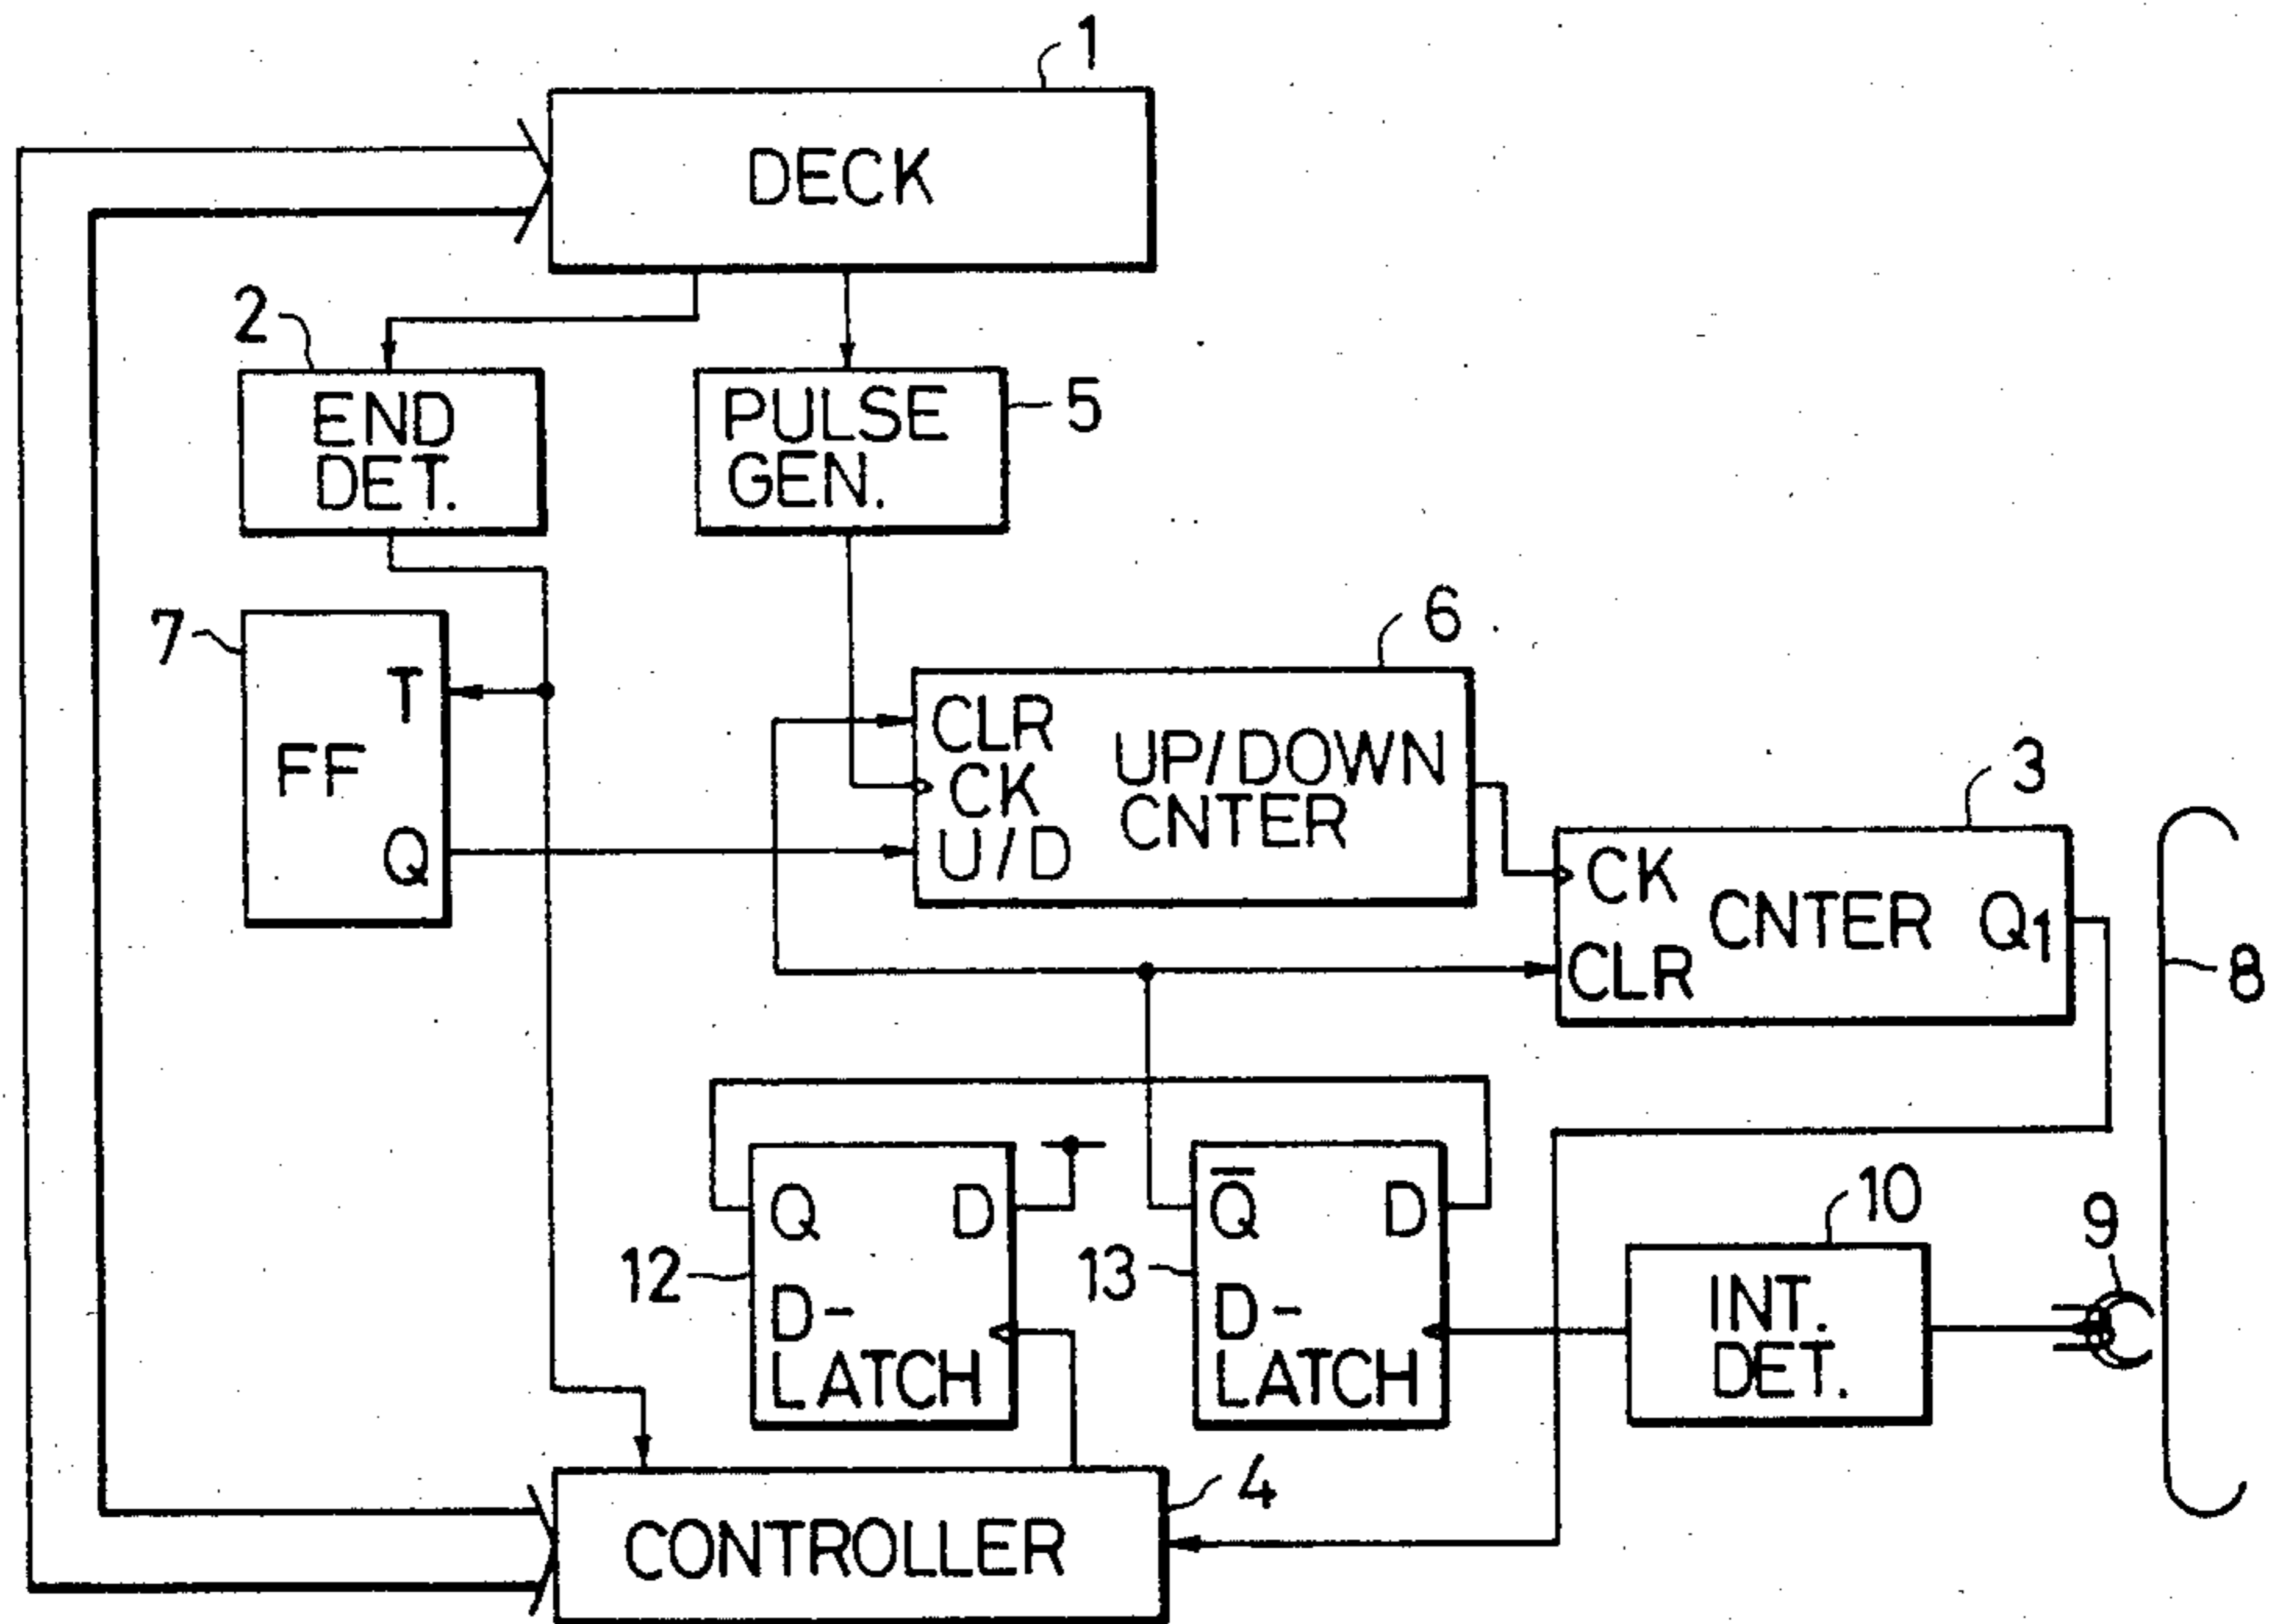 1
DECK
2
END
DET.
PULSE
GEN.
5
7
T
FF
Q
6
CLR
CK
U/D
UP/DOWN
CNTER
3
CK
CLR
CNTER
Q1
8
12
Q
D
D-
LATCH
13
Q̅
D
D-
LATCH
10
INT.
DET.
9
4
CONTROLLER